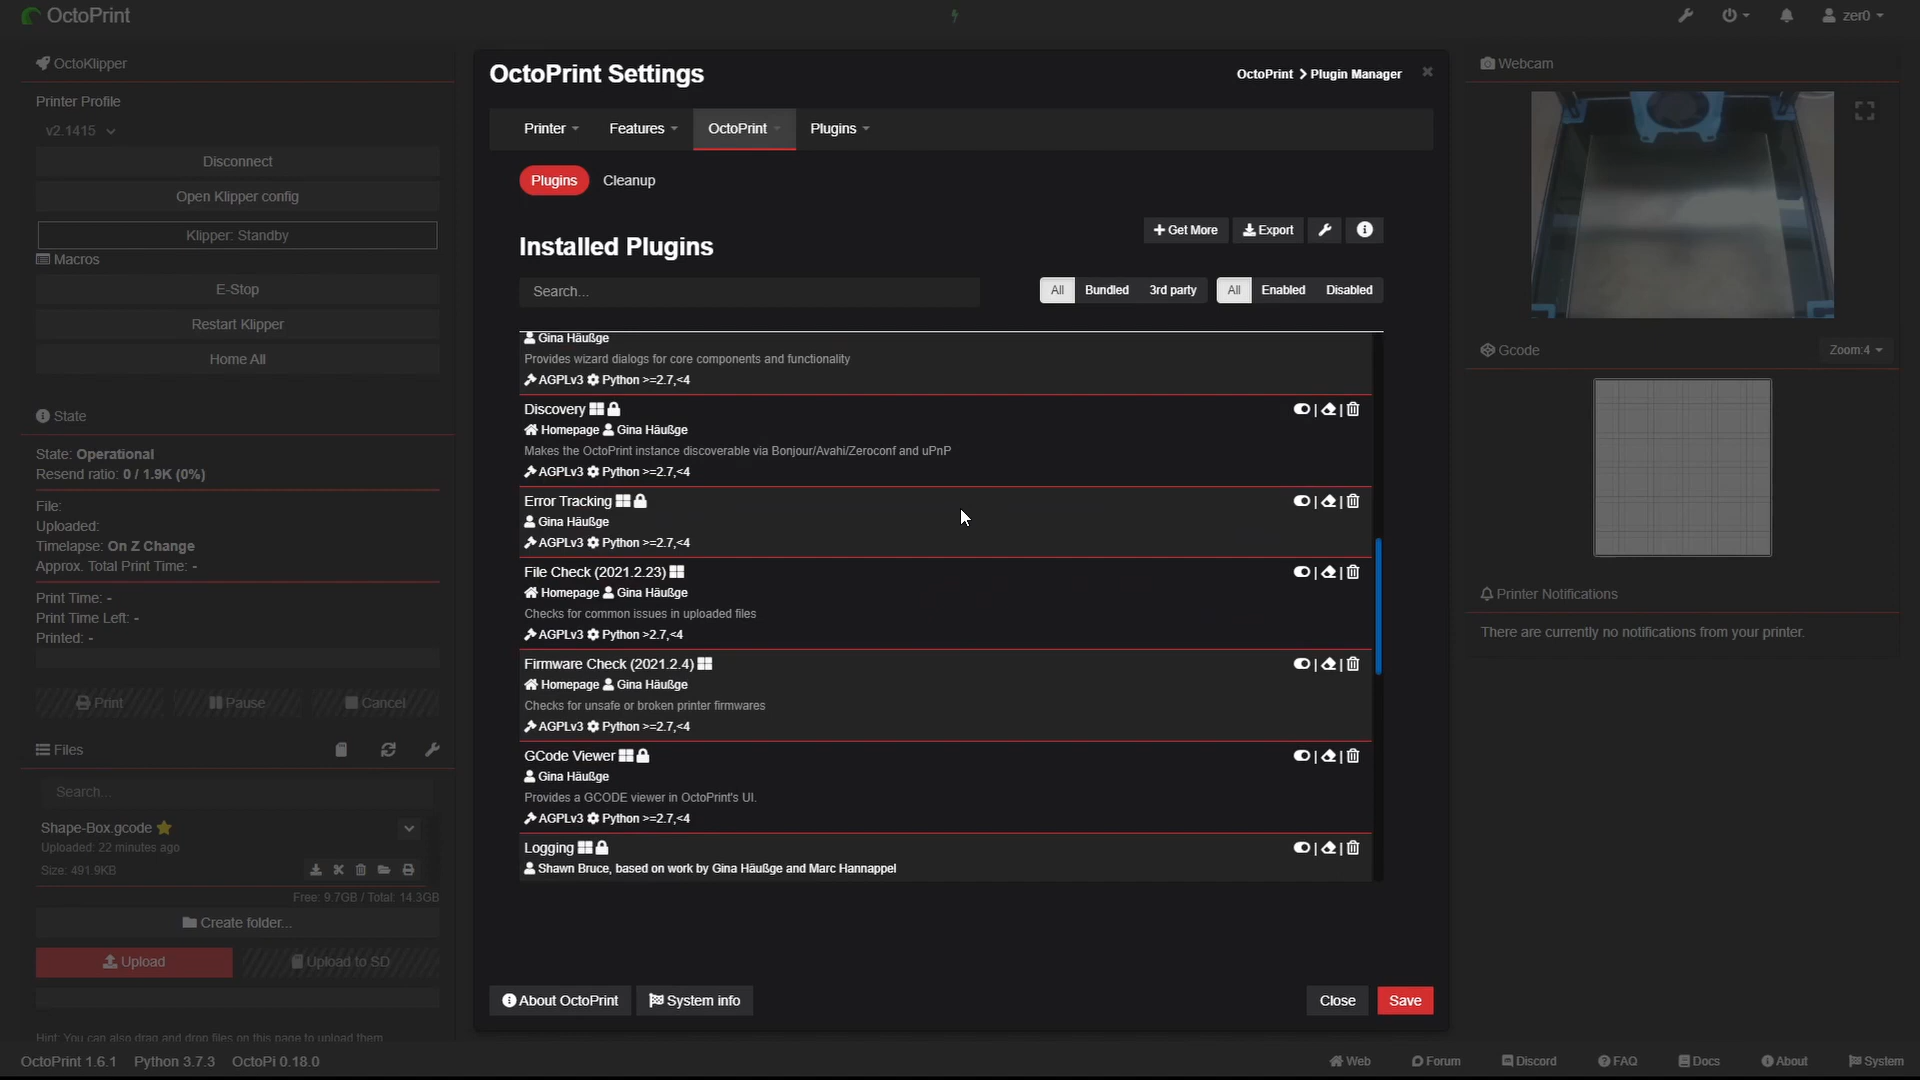 OctoPrint
zer0
OctoKlipper
Printer Profile
v2.1415
Disconnect
Open Klipper config
Klipper: Standby
Macros
E-Stop
Restart Klipper
Home All
State
State: Operational
Resend ratio: 0 / 1.9K (0%)
File:
Uploaded:
Timelapse: On Z Change
Approx. Total Print Time: -
Print Time: -
Print Time Left: -
Printed: -
Print
Pause
Cancel
Files
Search...
Shape-Box.gcode
Uploaded: 22 minutes ago
Size: 491.9KB
Free: 9.7GB / Total: 14.3GB
Create folder...
Upload
Upload to SD
Hint: You can also drag and drop files on this page to upload them
OctoPrint Settings
OctoPrint > Plugin Manager
×
Printer
Features
OctoPrint
Plugins
Plugins
Cleanup
Installed Plugins
Get More
Export
Search...
All
Bundled
3rd party
All
Enabled
Disabled
Gina Häußge
Provides wizard dialogs for core components and functionality
AGPLv3 Python >=2.7,<4
Discovery
| |
Homepage Gina Häußge
Makes the OctoPrint instance discoverable via Bonjour/Avahi/Zeroconf and uPnP
AGPLv3 Python >=2.7,<4
Error Tracking
| |
Gina Häußge
AGPLv3 Python >=2.7,<4
File Check (2021.2.23)
| |
Homepage Gina Häußge
Checks for common issues in uploaded files
AGPLv3 Python >2.7,<4
Firmware Check (2021.2.4)
| |
Homepage Gina Häußge
Checks for unsafe or broken printer firmwares
AGPLv3 Python >=2.7,<4
GCode Viewer
| |
Gina Häußge
Provides a GCODE viewer in OctoPrint's UI.
AGPLv3 Python >=2.7,<4
Logging
| |
Shawn Bruce, based on work by Gina Häußge and Marc Hannappel
About OctoPrint
System info
Close
Save
Webcam
Gcode
Zoom:4
Printer Notifications
There are currently no notifications from your printer.
OctoPrint 1.6.1 Python 3.7.3 OctoPi 0.18.0
Web
Forum
Discord
FAQ
Docs
About
System